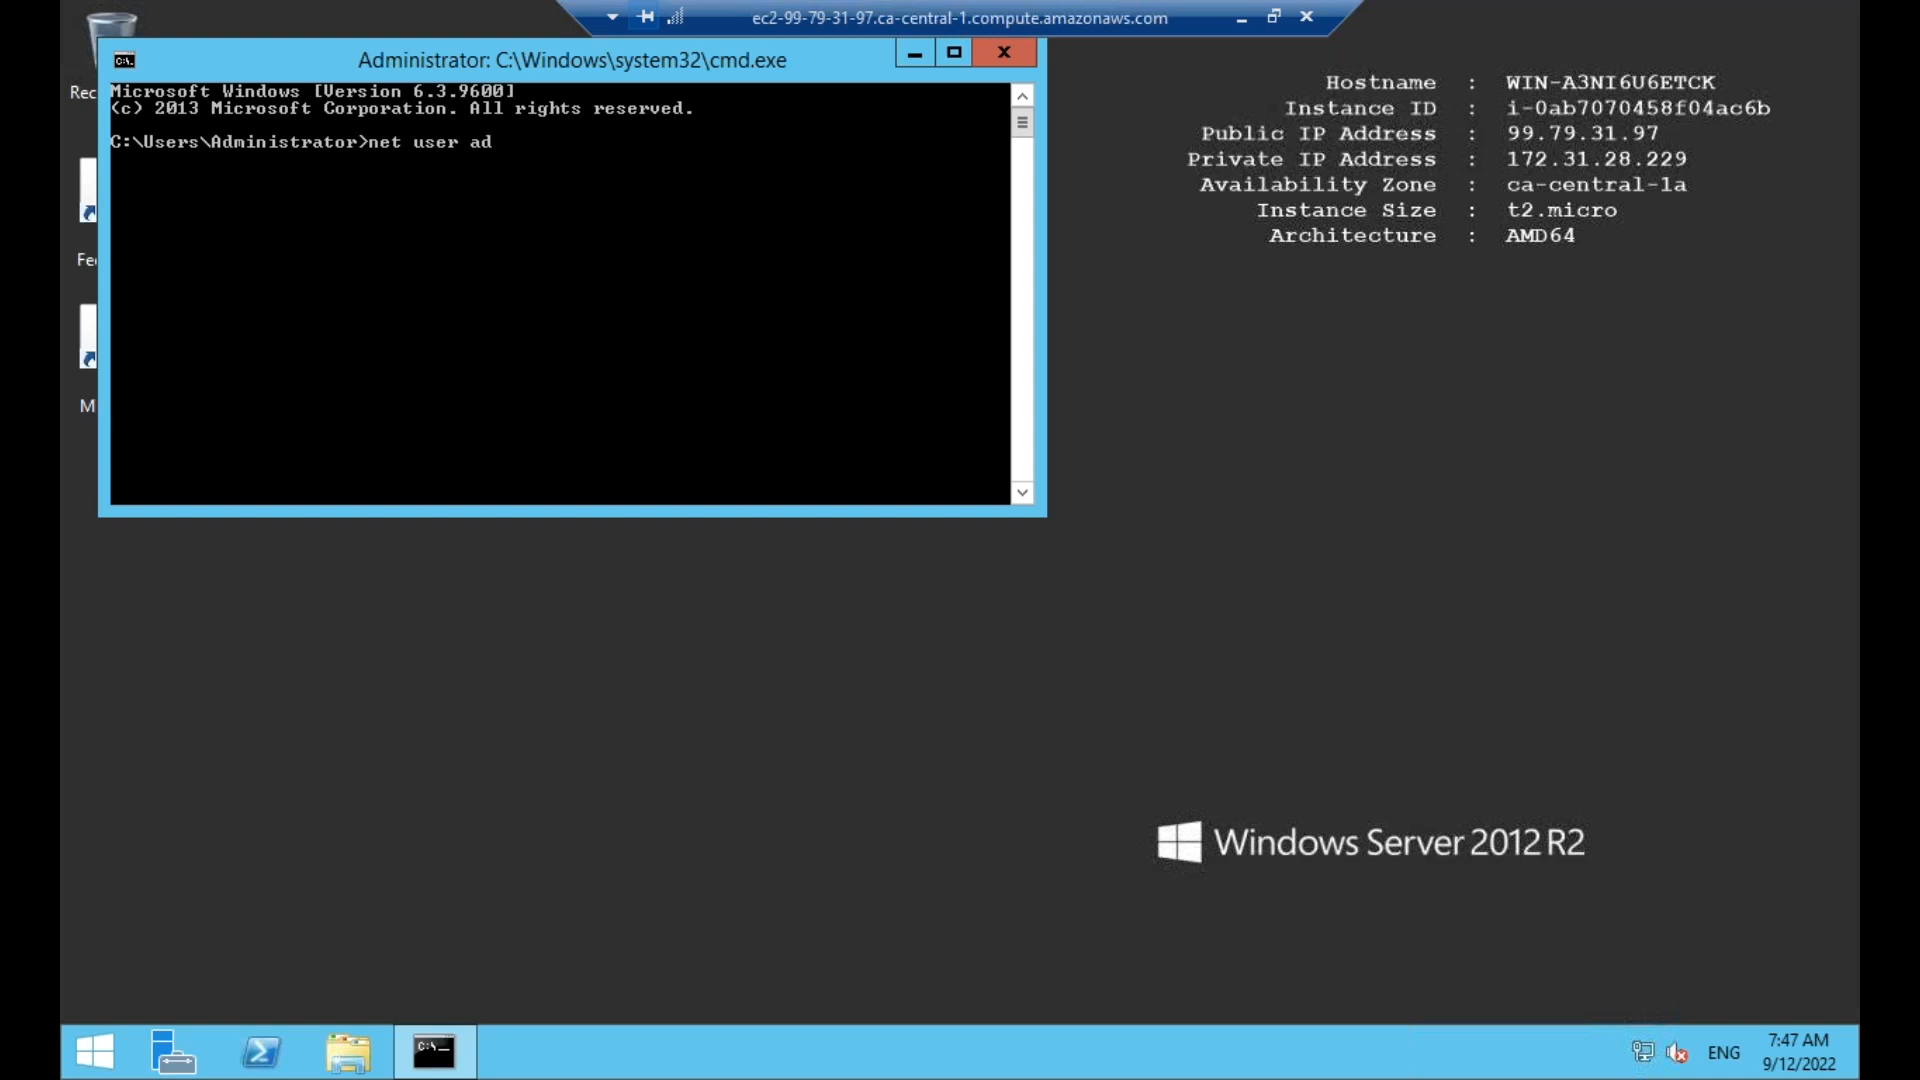 ec2-99-79-31-97.ca-central-1.compute.amazonaws.com
Administrator: C:\Windows\system32\cmd.exe
Microsoft Windows [Version 6.3.9600]
(c) 2013 Microsoft Corporation. All rights reserved.
C:\Users\Administrator>net user ad
Rec
Fee
M
Hostname : WIN-A3NI6U6ETCK
Instance ID : i-0ab7070458f04ac6b
Public IP Address : 99.79.31.97
Private IP Address : 172.31.28.229
Availability Zone : ca-central-1a
Instance Size : t2.micro
Architecture : AMD64
Windows Server 2012 R2
ENG
7:47 AM
9/12/2022